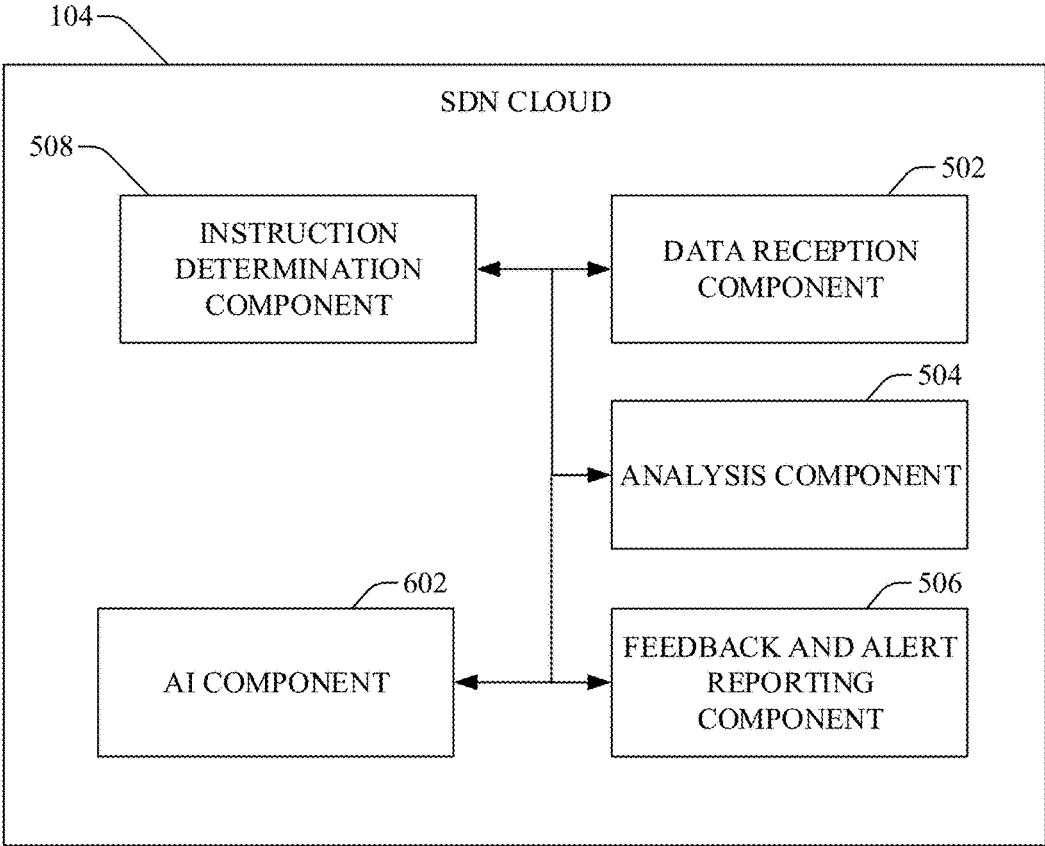 104
SDN CLOUD
508
INSTRUCTION
DETERMINATION
COMPONENT
502
DATA RECEPTION
COMPONENT
504
ANALYSIS COMPONENT
602
AI COMPONENT
506
FEEDBACK AND ALERT
REPORTING
COMPONENT